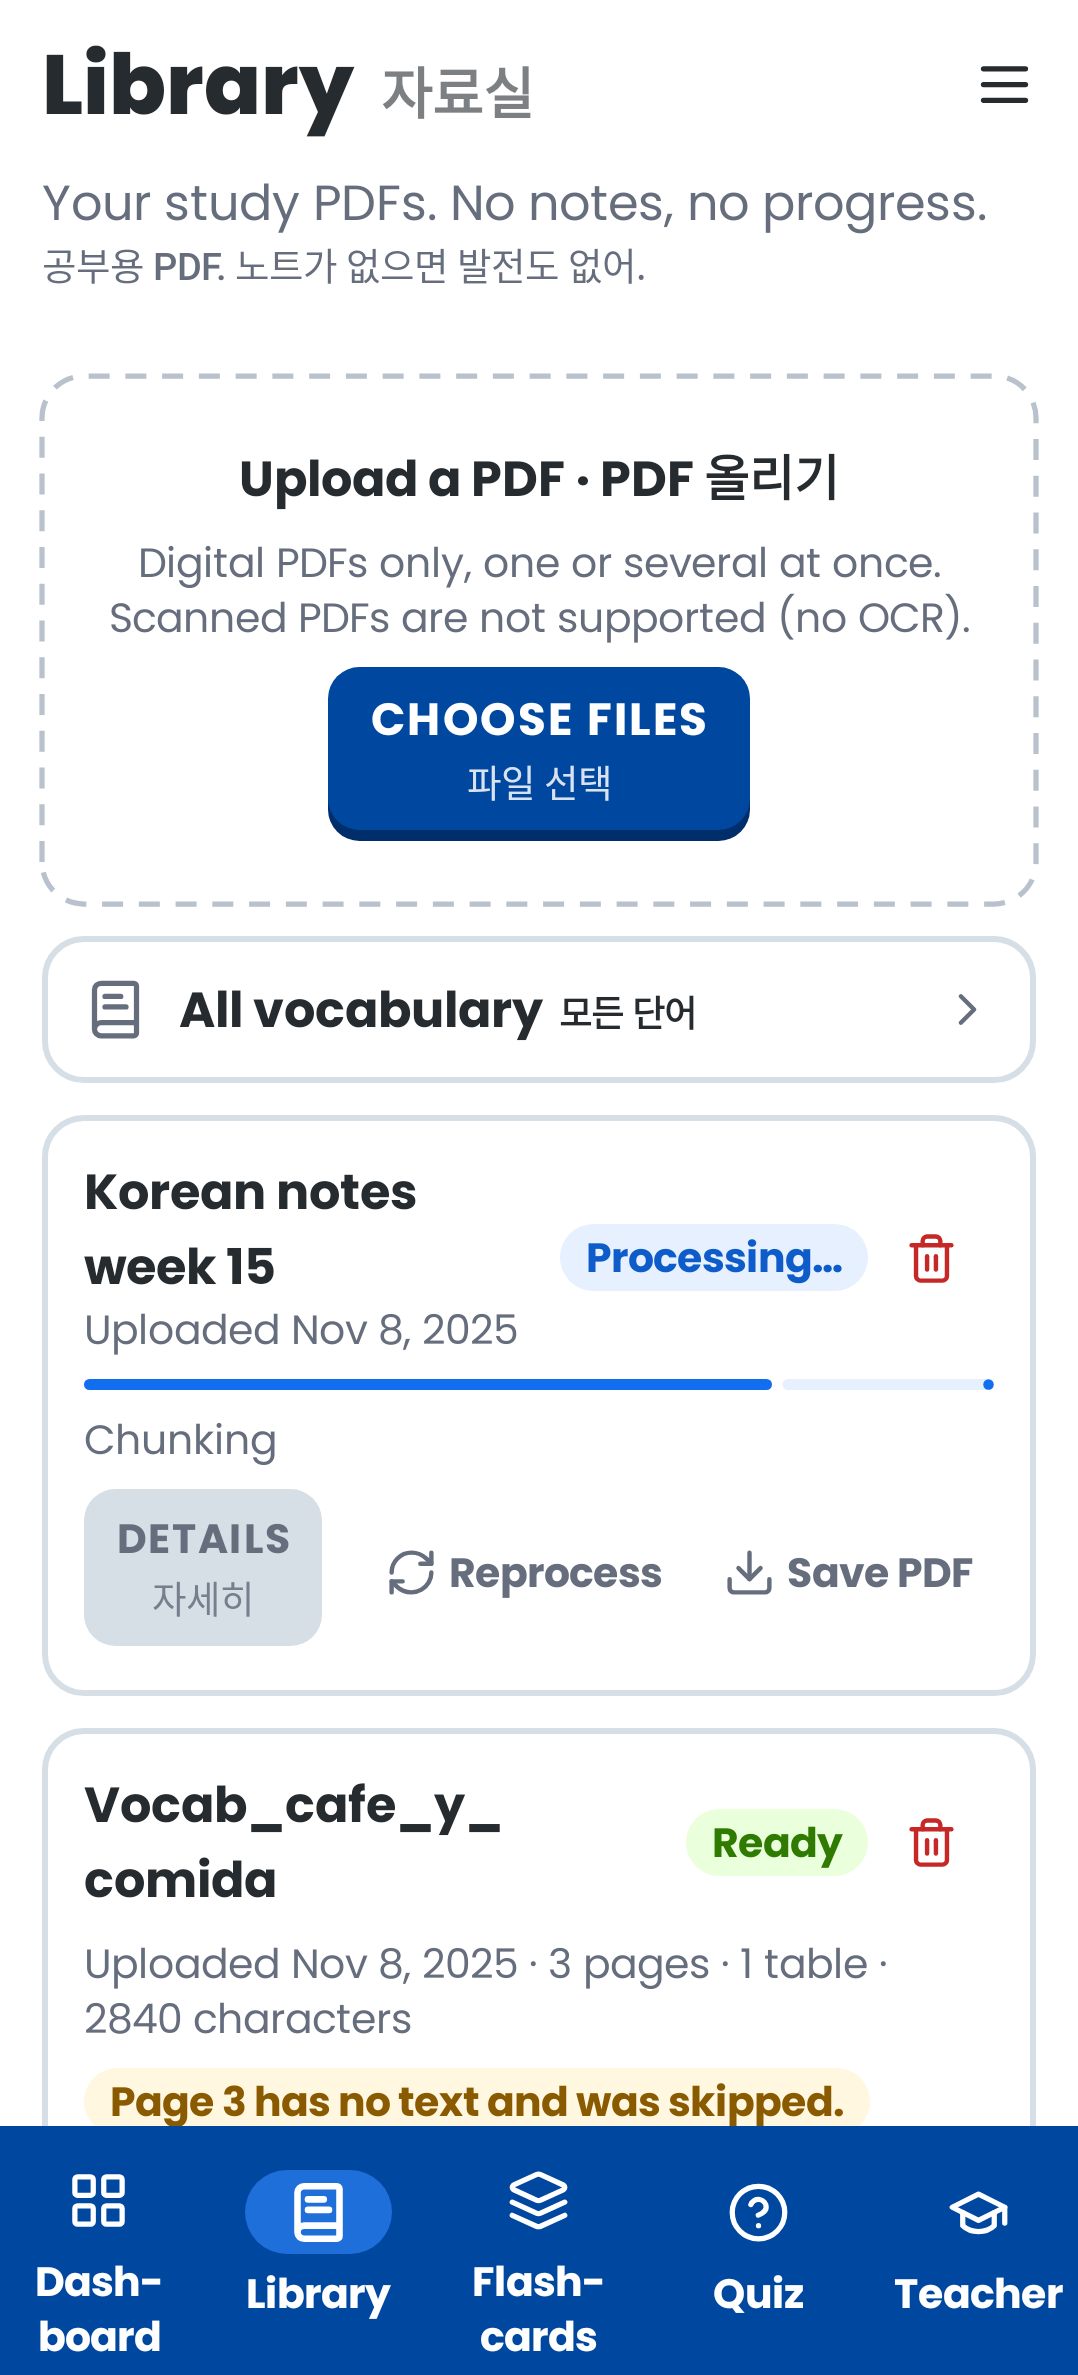 Library 자료실
Your study PDFs. No notes, no progress.
공부용 PDF. 노트가 없으면 발전도 없어.
Upload a PDF · PDF 올리기
Digital PDFs only, one or several at once.
Scanned PDFs are not supported (no OCR).
CHOOSE FILES
파일 선택
All vocabulary 모든 단어
Korean notes
week 15
Processing...
Uploaded Nov 8, 2025
Chunking
DETAILS
자세히
Reprocess
Save PDF
Vocab_cafe_y_
comida
Ready
Uploaded Nov 8, 2025 · 3 pages · 1 table ·
2840 characters
Page 3 has no text and was skipped.
Dash-
board
Library
Flash-
cards
Quiz
Teacher